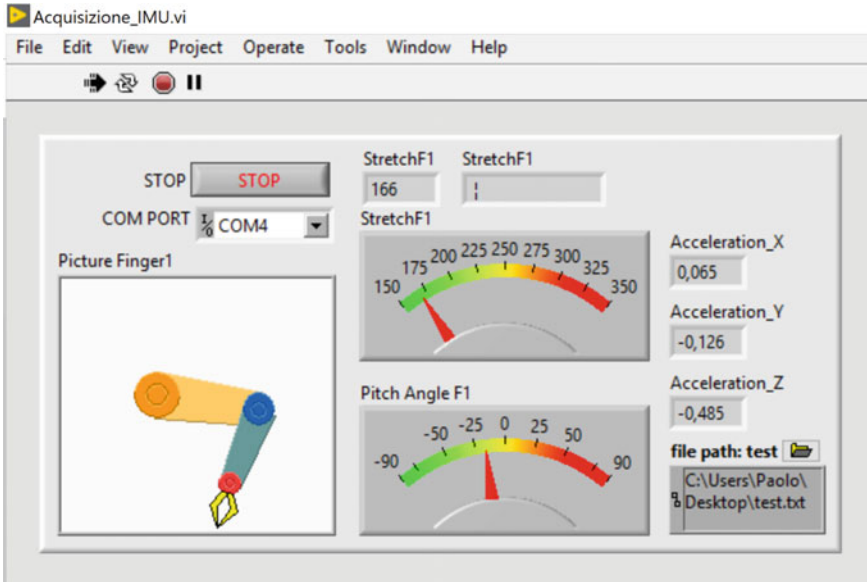 Acquisizione_IMU.vi
File Edit View Project Operate Tools Window Help
STOP STOP
COM PORT COM4
Picture Finger1
StretchF1 StretchF1
166 ¦
StretchF1
150 175 200 225 250 275 300 325 350
Pitch Angle F1
-90 -50 -25 0 25 50 90
Acceleration_X
0,065
Acceleration_Y
-0,126
Acceleration_Z
-0,485
file path: test
C:\Users\Paolo\
Desktop\test.txt